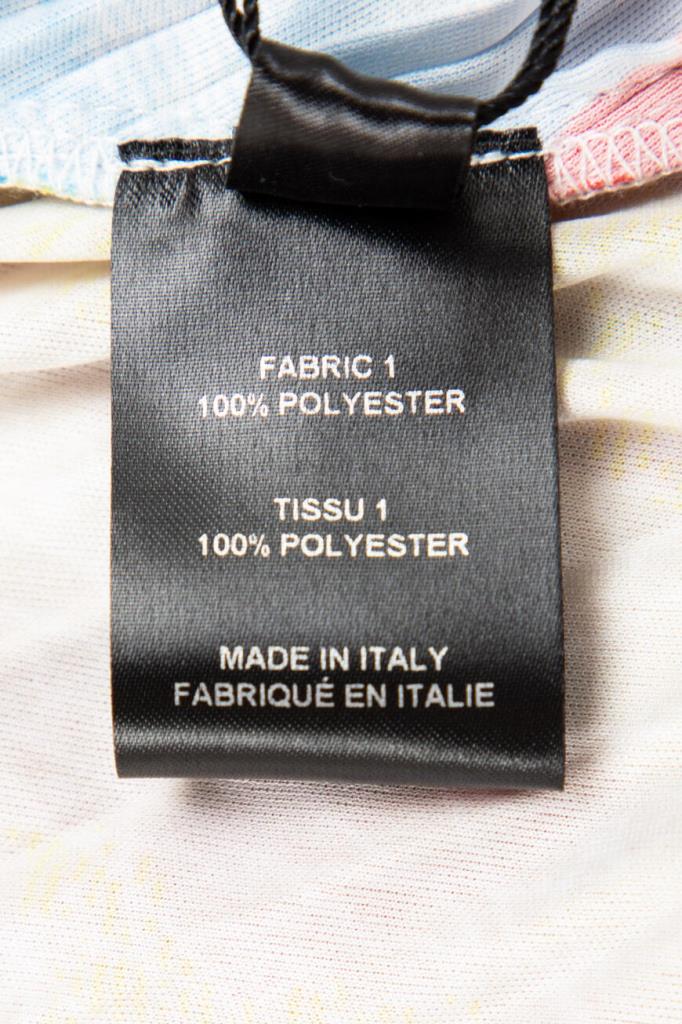 FABRIC 1
100% POLYESTER
TISSU 1
100% POLYESTER
MADE IN ITALY
FABRIQUÉ EN ITALIE